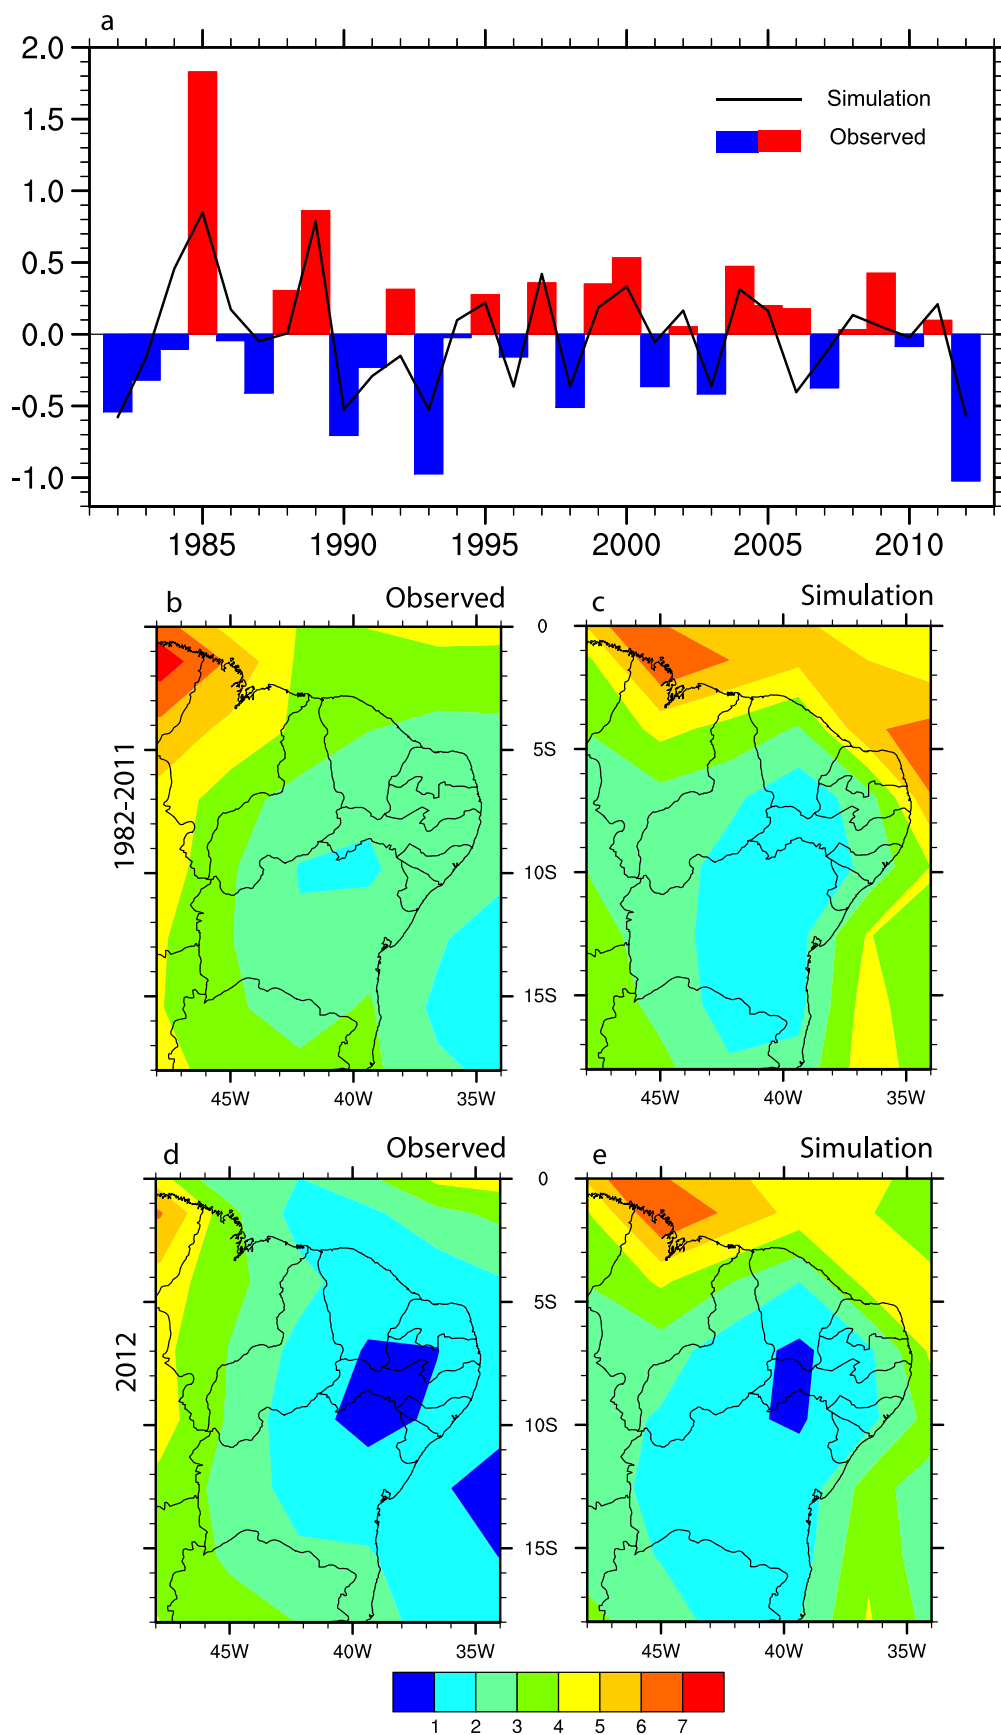 a
2.0
1.5
1.0
0.5
0.0
-0.5
-1.0
Simulation
Observed
1985 1990 1995 2000 2005 2010
b Observed
c Simulation
1982-2011
0
5S
10S
15S
45W 40W 35W
45W 40W 35W
d Observed
e Simulation
2012
0
5S
10S
15S
45W 40W 35W
45W 40W 35W
1 2 3 4 5 6 7